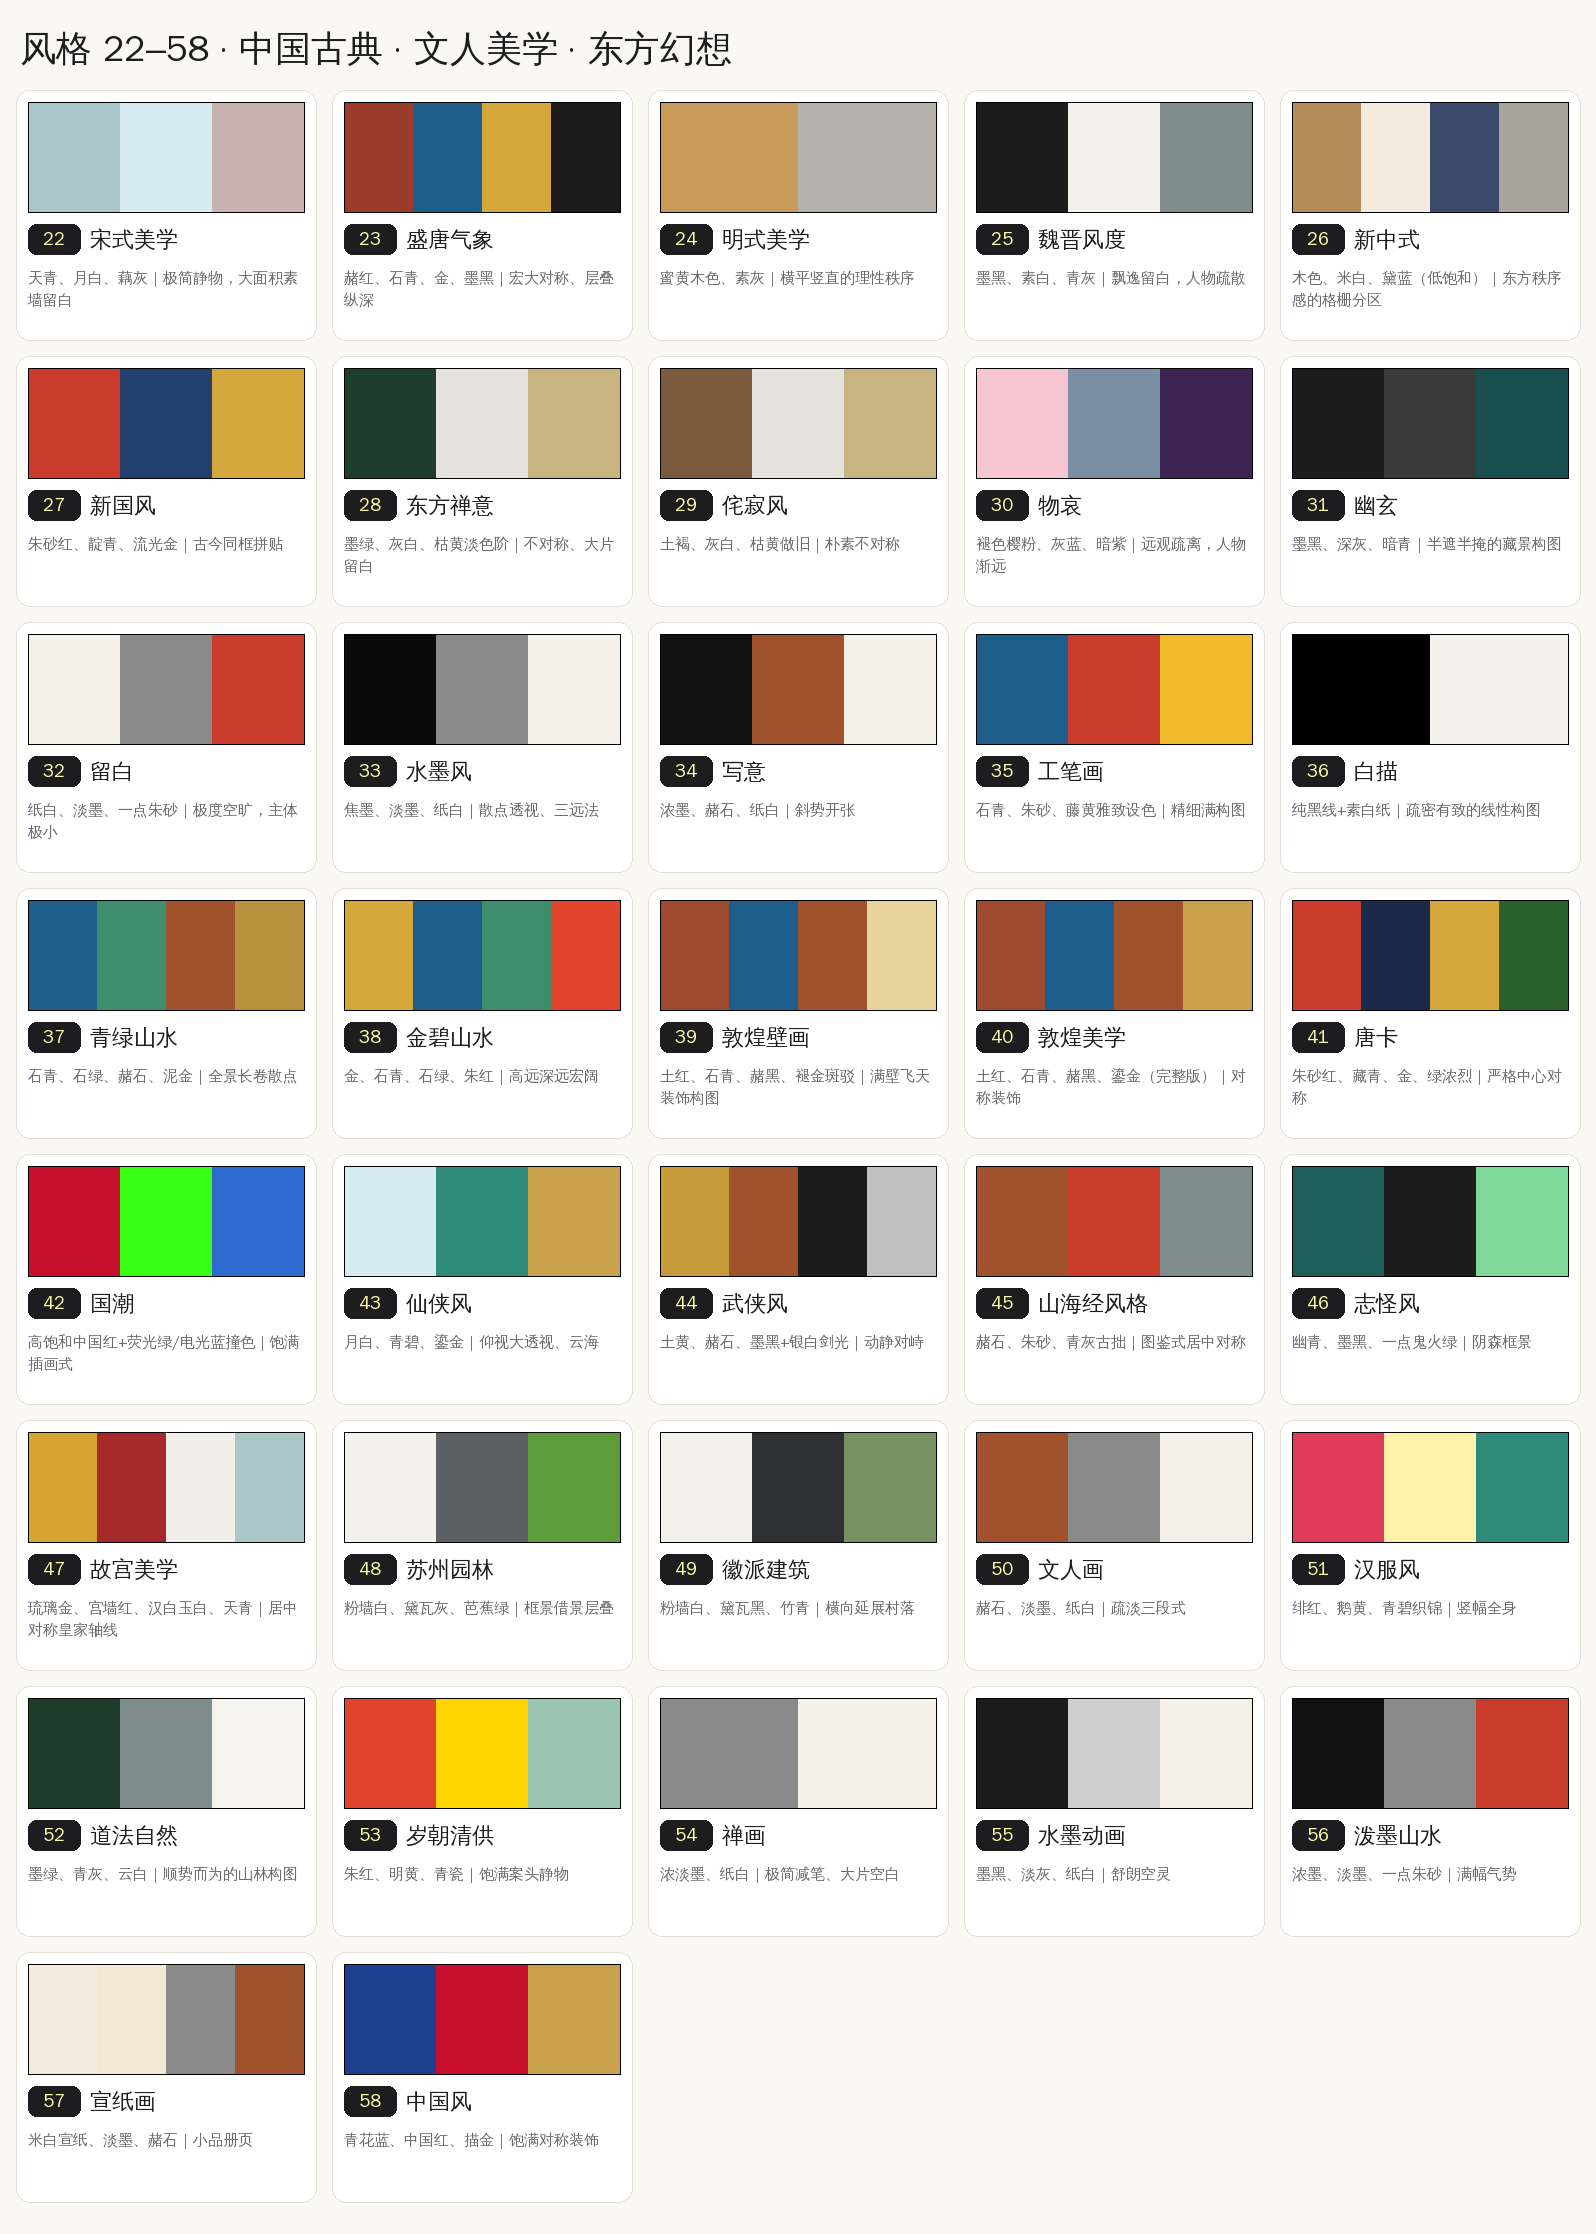 风格 22–58 · 中国古典 · 文人美学 · 东方幻想
22 宋式美学
天青、月白、藕灰｜极简静物，大面积素
墙留白
23 盛唐气象
赭红、石青、金、墨黑｜宏大对称、层叠
纵深
24 明式美学
蜜黄木色、素灰｜横平竖直的理性秩序
25 魏晋风度
墨黑、素白、青灰｜飘逸留白，人物疏散
26 新中式
木色、米白、黛蓝（低饱和）｜东方秩序
感的格栅分区
27 新国风
朱砂红、靛青、流光金｜古今同框拼贴
28 东方禅意
墨绿、灰白、枯黄淡色阶｜不对称、大片
留白
29 侘寂风
土褐、灰白、枯黄做旧｜朴素不对称
30 物哀
褪色樱粉、灰蓝、暗紫｜远观疏离，人物
渐远
31 幽玄
墨黑、深灰、暗青｜半遮半掩的藏景构图
32 留白
纸白、淡墨、一点朱砂｜极度空旷，主体
极小
33 水墨风
焦墨、淡墨、纸白｜散点透视、三远法
34 写意
浓墨、赭石、纸白｜斜势开张
35 工笔画
石青、朱砂、藤黄雅致设色｜精细满构图
36 白描
纯黑线+素白纸｜疏密有致的线性构图
37 青绿山水
石青、石绿、赭石、泥金｜全景长卷散点
38 金碧山水
金、石青、石绿、朱红｜高远深远宏阔
39 敦煌壁画
土红、石青、赭黑、褪金斑驳｜满壁飞天
装饰构图
40 敦煌美学
土红、石青、赭黑、鎏金（完整版）｜对
称装饰
41 唐卡
朱砂红、藏青、金、绿浓烈｜严格中心对
称
42 国潮
高饱和中国红+荧光绿/电光蓝撞色｜饱满
插画式
43 仙侠风
月白、青碧、鎏金｜仰视大透视、云海
44 武侠风
土黄、赭石、墨黑+银白剑光｜动静对峙
45 山海经风格
赭石、朱砂、青灰古拙｜图鉴式居中对称
46 志怪风
幽青、墨黑、一点鬼火绿｜阴森框景
47 故宫美学
琉璃金、宫墙红、汉白玉白、天青｜居中
对称皇家轴线
48 苏州园林
粉墙白、黛瓦灰、芭蕉绿｜框景借景层叠
49 徽派建筑
粉墙白、黛瓦黑、竹青｜横向延展村落
50 文人画
赭石、淡墨、纸白｜疏淡三段式
51 汉服风
绯红、鹅黄、青碧织锦｜竖幅全身
52 道法自然
墨绿、青灰、云白｜顺势而为的山林构图
53 岁朝清供
朱红、明黄、青瓷｜饱满案头静物
54 禅画
浓淡墨、纸白｜极简减笔、大片空白
55 水墨动画
墨黑、淡灰、纸白｜舒朗空灵
56 泼墨山水
浓墨、淡墨、一点朱砂｜满幅气势
57 宣纸画
米白宣纸、淡墨、赭石｜小品册页
58 中国风
青花蓝、中国红、描金｜饱满对称装饰